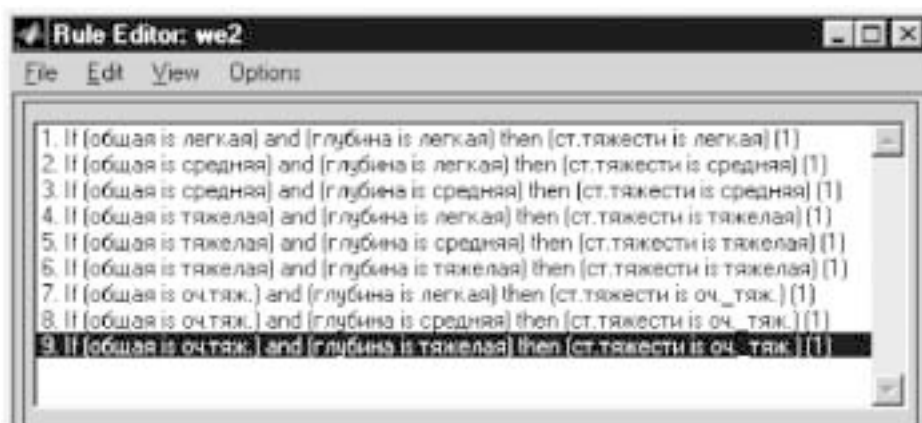 Rule Editor: we2
File Edit View Options
1. If (общая is легкая) and (глубина is легкая) then (ст.тяжести is легкая) (1)
2. If (общая is средняя) and (глубина is легкая) then (ст.тяжести is средняя) (1)
3. If (общая is средняя) and (глубина is средняя) then (ст.тяжести is средняя) (1)
4. If (общая is тяжелая) and (глубина is легкая) then (ст.тяжести is тяжелая) (1)
5. If (общая is тяжелая) and (глубина is средняя) then (ст.тяжести is тяжелая) (1)
6. If (общая is тяжелая) and (глубина is тяжелая) then (ст.тяжести is тяжелая) (1)
7. If (общая is оч.тяж.) and (глубина is легкая) then (ст.тяжести is оч._тяж.) (1)
8. If (общая is оч.тяж.) and (глубина is средняя) then (ст.тяжести is оч._тяж.) (1)
9. If (общая is оч.тяж.) and (глубина is тяжелая) then (ст.тяжести is оч._тяж.) (1)